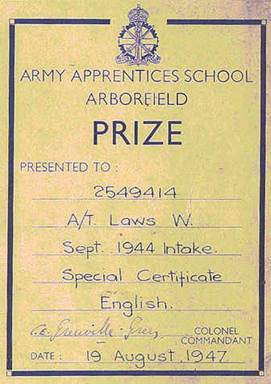 ARMY APPRENTICES SCHOOL
ARBORFIELD
PRIZE
PRESENTED TO :
2549414
A/T. Laws W.
Sept. 1944 Intake.
Special Certificate
English.
COLONEL
COMMANDANT
DATE : 19 August, 1947.